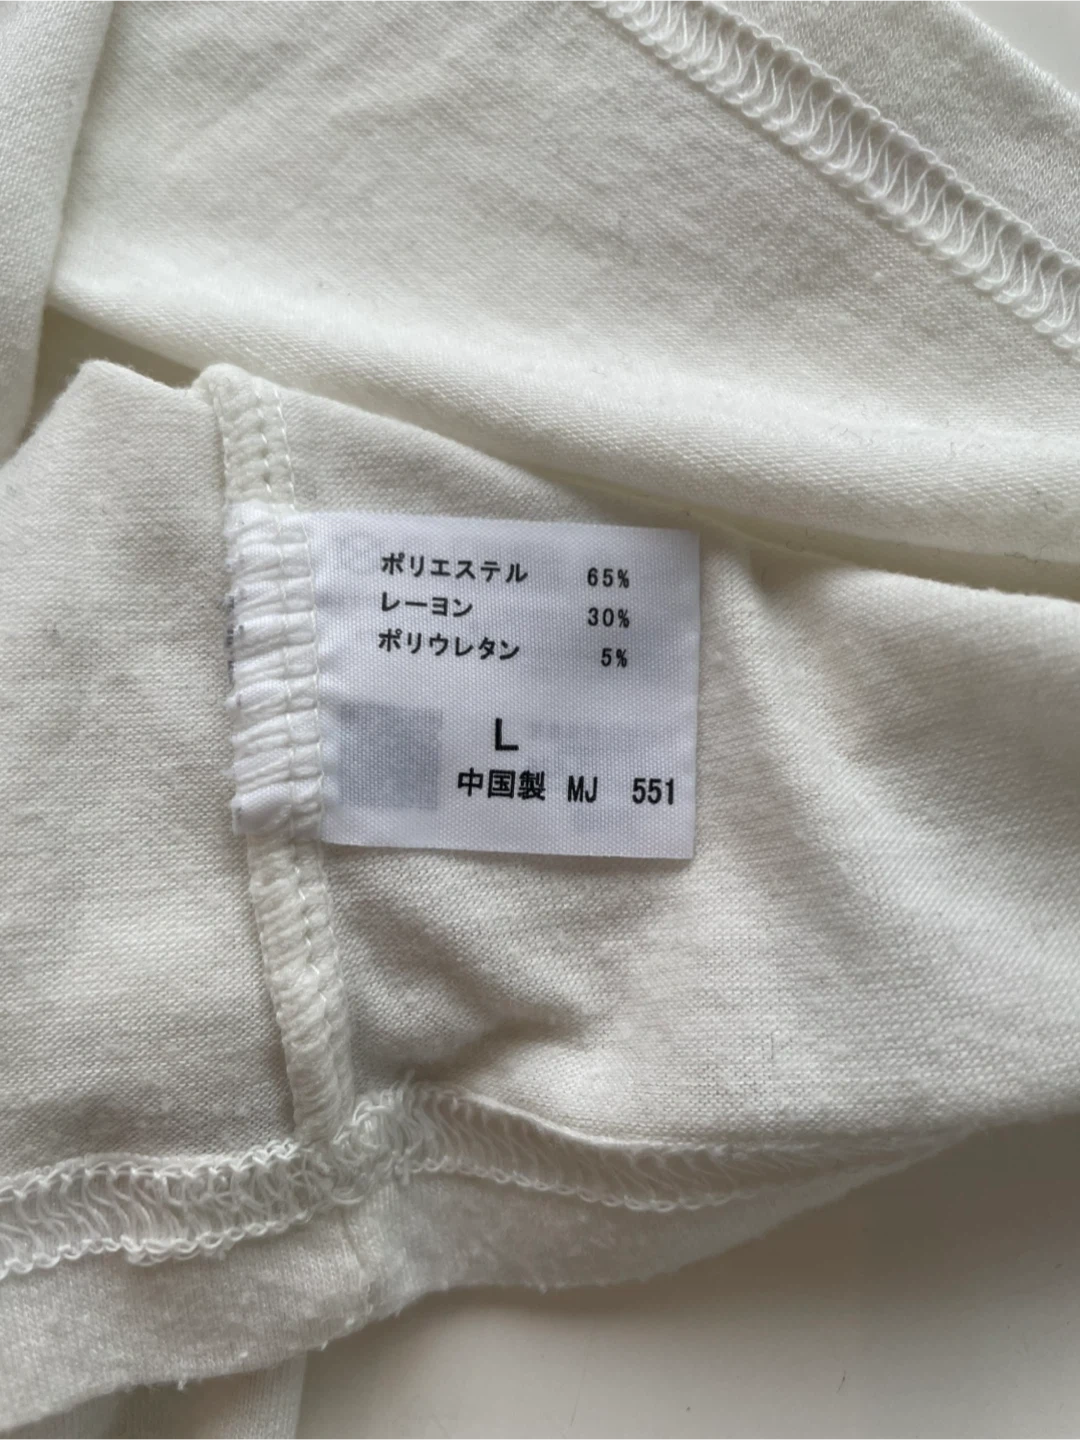 ポリエステル 65%
レーヨン 30%
ポリウレタン 5%
L
中国製 MJ 551